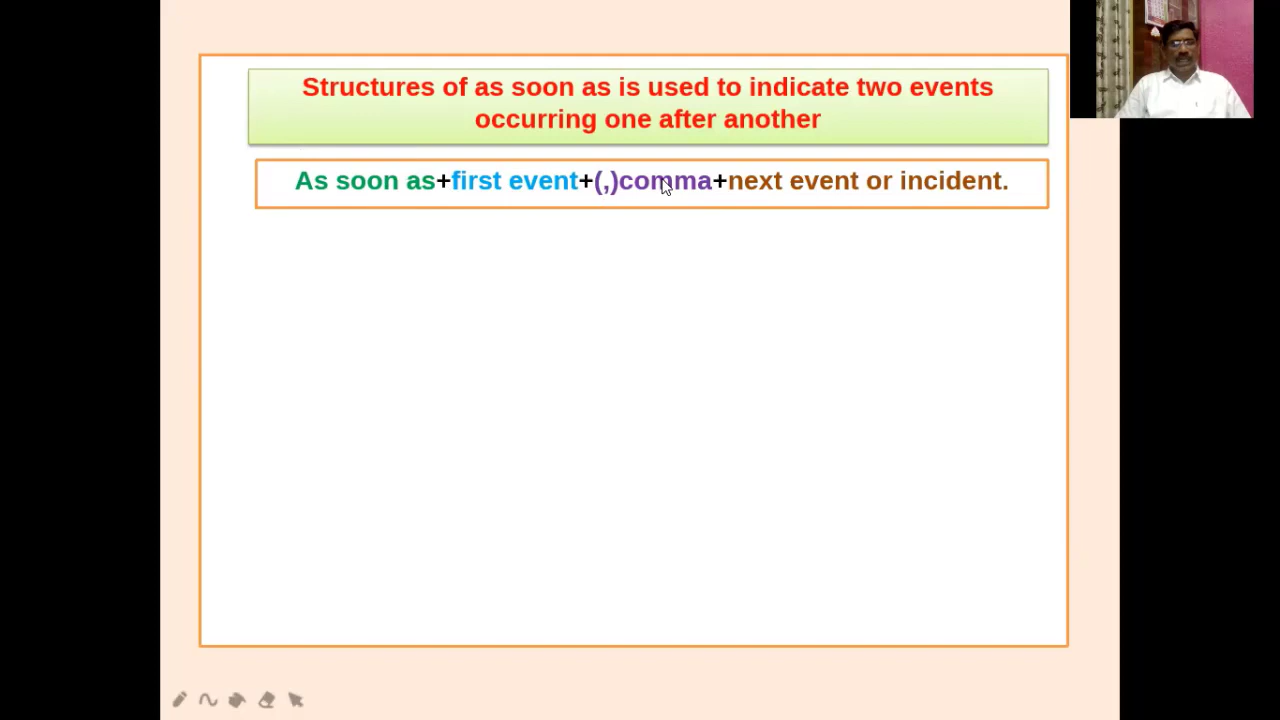 Structures of as soon as is used to indicate two events
occurring one after another
As soon as+first event+(,)comma+next event or incident.